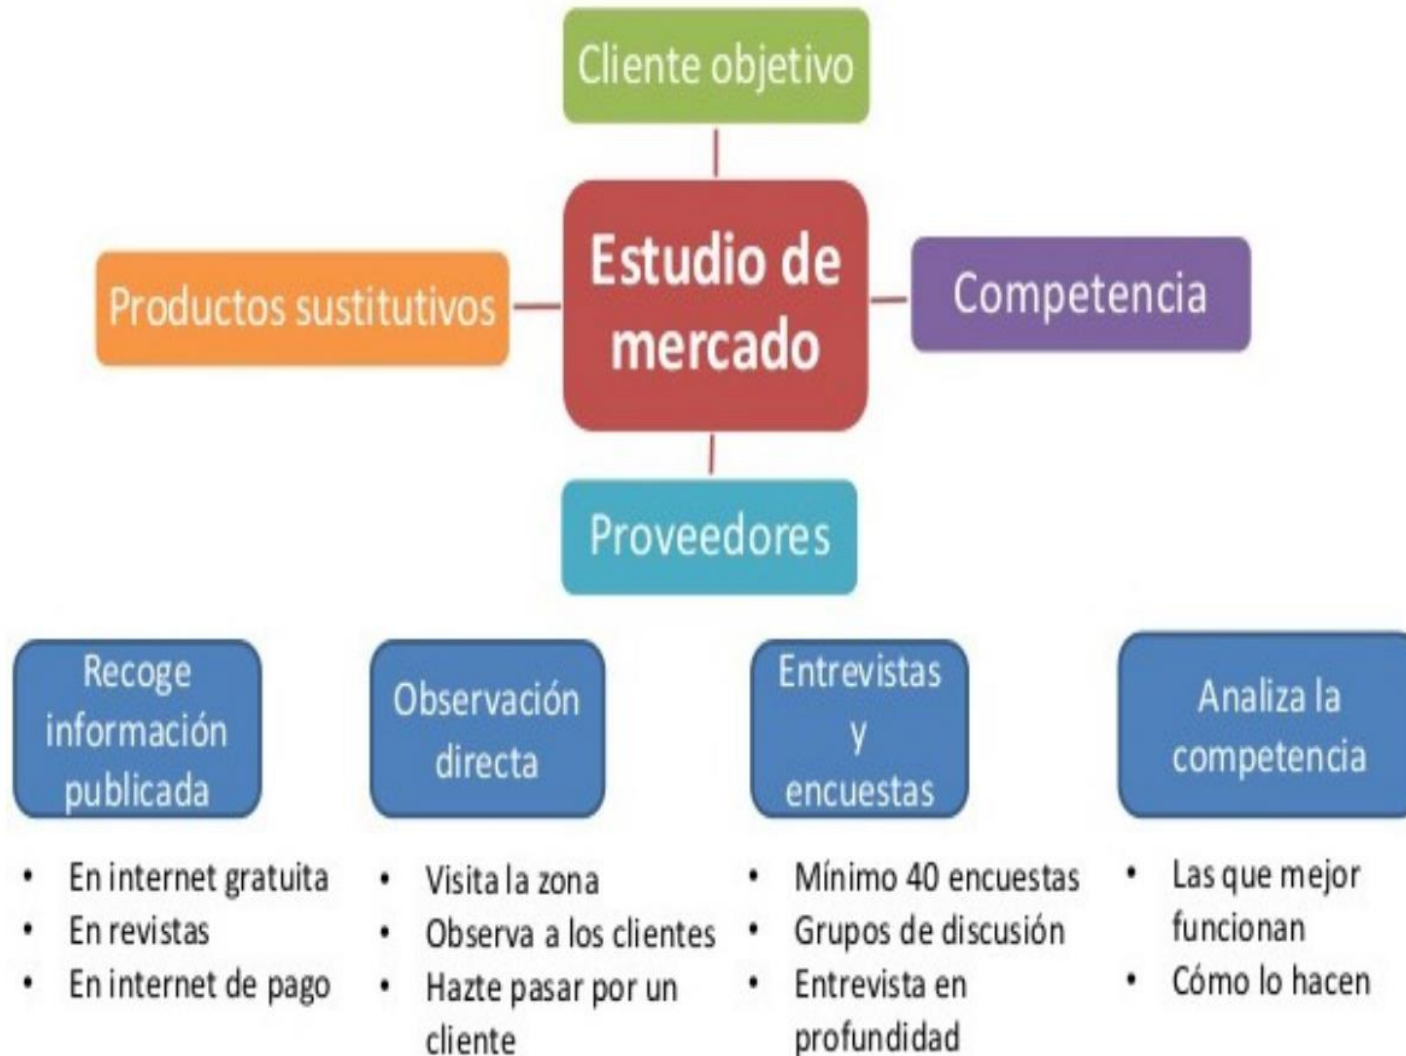 Cliente objetivo
Productos sustitutivos
Estudio de
mercado
Competencia
Proveedores
Recoge
información
publicada
• En internet gratuita
• En revistas
• En internet de pago
Observación
directa
• Visita la zona
• Observa a los clientes
• Hazte pasar por un
cliente
Entrevistas
y
encuestas
• Mínimo 40 encuestas
• Grupos de discusión
• Entrevista en
profundidad
Analiza la
competencia
• Las que mejor
funcionan
• Cómo lo hacen